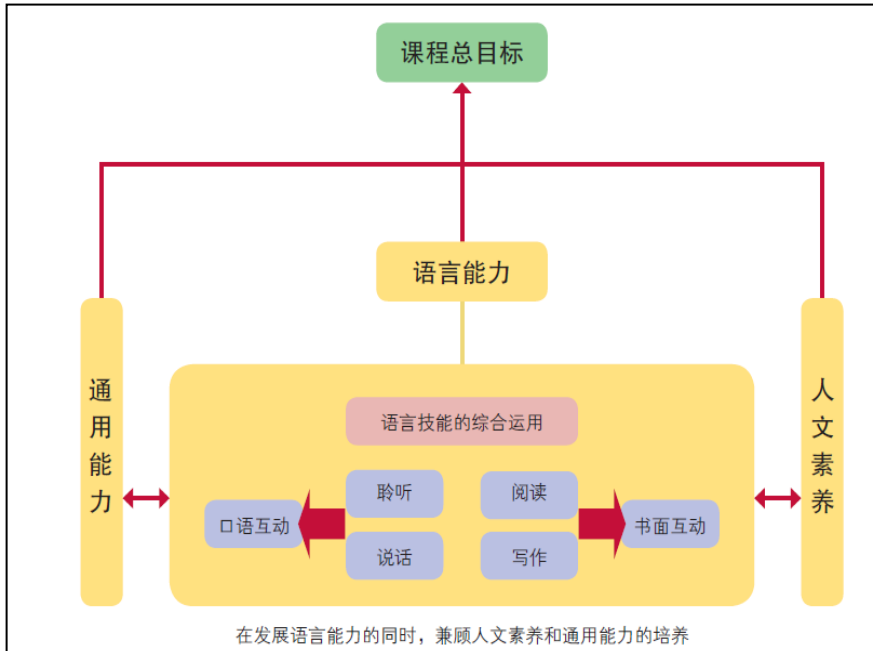 课程总目标
语言能力
通用能力
人文素养
语言技能的综合运用
聆听
阅读
口语互动
书面互动
说话
写作
在发展语言能力的同时，兼顾人文素养和通用能力的培养